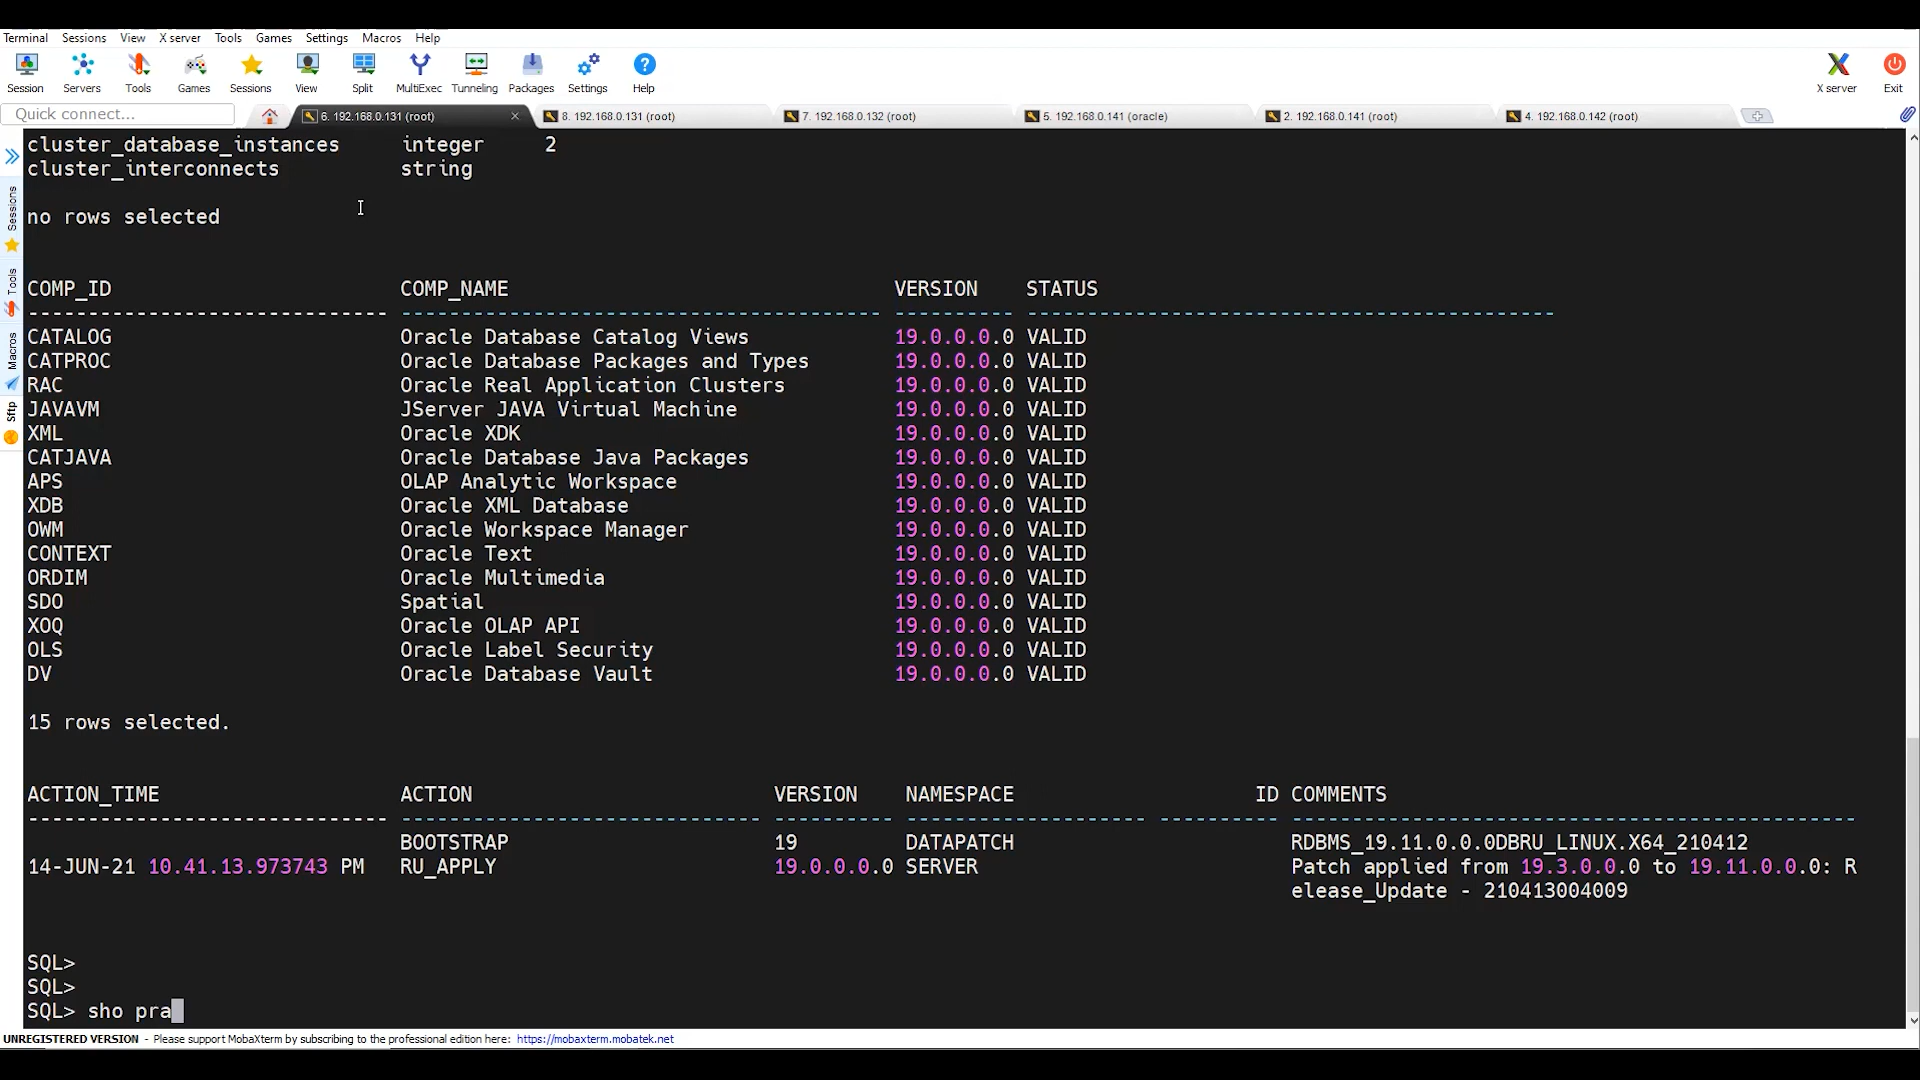 Terminal Sessions View X server Tools Games Settings Macros Help
Session Servers Tools Games Sessions View Split MultiExec Tunneling Packages Settings Help X server Exit
Quick connect... 6. 192.168.0.131 (root) 8. 192.168.0.131 (root) 7. 192.168.0.132 (root) 5. 192.168.0.141 (oracle) 2. 192.168.0.141 (root) 4. 192.168.0.142 (root)
Sessions
Tools
Macros
Sftp
cluster_database_instances integer 2
cluster_interconnects string
no rows selected
COMP_ID COMP_NAME VERSION STATUS
------------------------------ ---------------------------------------- ---------- --------------------------------------------
CATALOG Oracle Database Catalog Views 19.0.0.0.0 VALID
CATPROC Oracle Database Packages and Types 19.0.0.0.0 VALID
RAC Oracle Real Application Clusters 19.0.0.0.0 VALID
JAVAVM JServer JAVA Virtual Machine 19.0.0.0.0 VALID
XML Oracle XDK 19.0.0.0.0 VALID
CATJAVA Oracle Database Java Packages 19.0.0.0.0 VALID
APS OLAP Analytic Workspace 19.0.0.0.0 VALID
XDB Oracle XML Database 19.0.0.0.0 VALID
OWM Oracle Workspace Manager 19.0.0.0.0 VALID
CONTEXT Oracle Text 19.0.0.0.0 VALID
ORDIM Oracle Multimedia 19.0.0.0.0 VALID
SDO Spatial 19.0.0.0.0 VALID
XOQ Oracle OLAP API 19.0.0.0.0 VALID
OLS Oracle Label Security 19.0.0.0.0 VALID
DV Oracle Database Vault 19.0.0.0.0 VALID
15 rows selected.
ACTION_TIME ACTION VERSION NAMESPACE ID COMMENTS
------------------------------ ------------------------------ ---------- -------------------- ---------- -----------------------------------------------
BOOTSTRAP 19 DATAPATCH RDBMS_19.11.0.0.0DBRU_LINUX.X64_210412
14-JUN-21 10.41.13.973743 PM RU_APPLY 19.0.0.0.0 SERVER Patch applied from 19.3.0.0.0 to 19.11.0.0.0: R
elease_Update - 210413004009
SQL>
SQL>
SQL> sho pra
UNREGISTERED VERSION - Please support MobaXterm by subscribing to the professional edition here: https://mobaxterm.mobatek.net